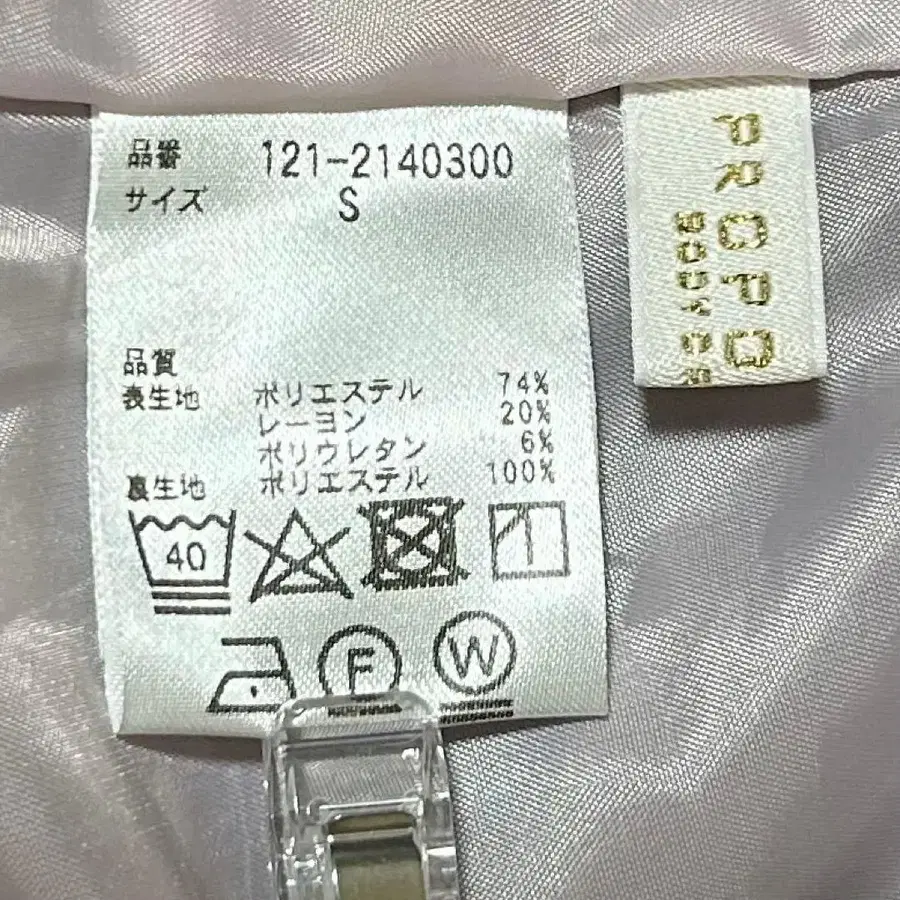 品番 121-2140300
サイズ S
品質
表生地 ポリエステル 74%
レーヨン 20%
ポリウレタン 6%
裏生地 ポリエステル 100%
40
F
W
PROPO